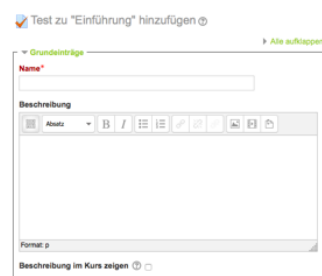 Test zu "Einführung" hinzufügen
Alle aufklappen
Grundeinträge
Name*
Beschreibung
Absatz B I
Format: p
Beschreibung im Kurs zeigen